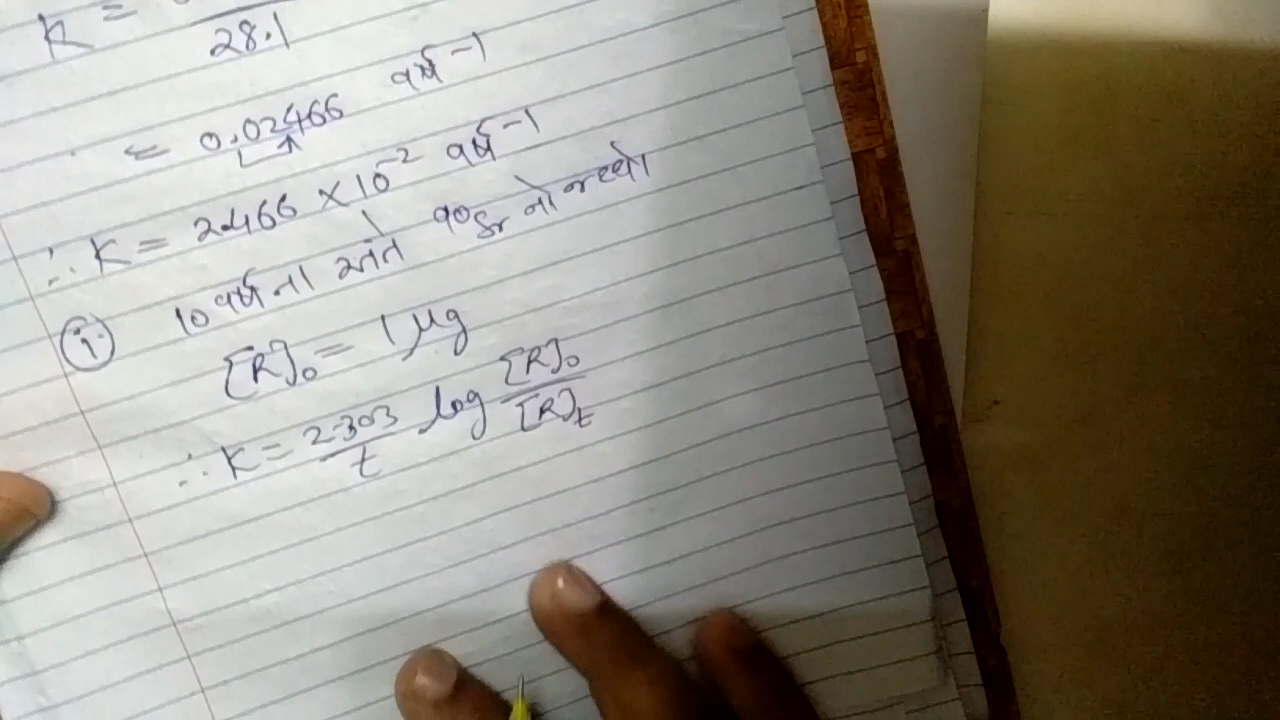 K =
28.1
= 0.02466 વર્ષ -1
∴ K = 2.466 × 10 -2 વર્ષ -1
(i) 10 વર્ષ ના અંતે 90Sr નો જથ્થો
[R]0 = 1 μg
∴ K = 2.303 / t log [R]0 / [R]t